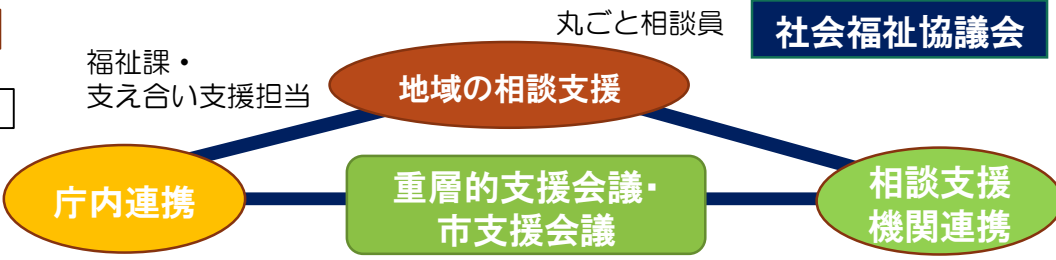 丸ごと相談員
社会福祉協議会
福祉課・
支え合い支援担当
地域の相談支援
庁内連携
重層的支援会議・
市支援会議
相談支援
機関連携